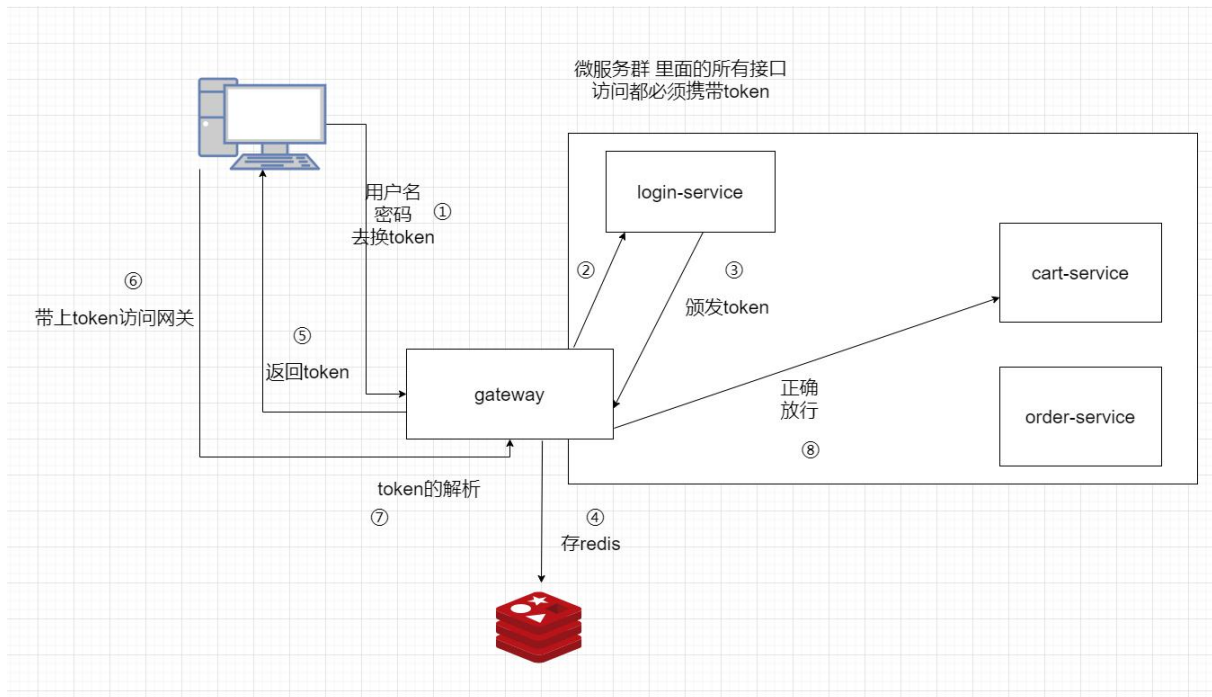 微服务群 里面的所有接口
访问都必须携带token
login-service
用户名
密码
去换token
①
②
③
颁发token
cart-service
⑥
带上token访问网关
⑤
返回token
gateway
正确
放行
⑧
order-service
token的解析
⑦
④
存redis